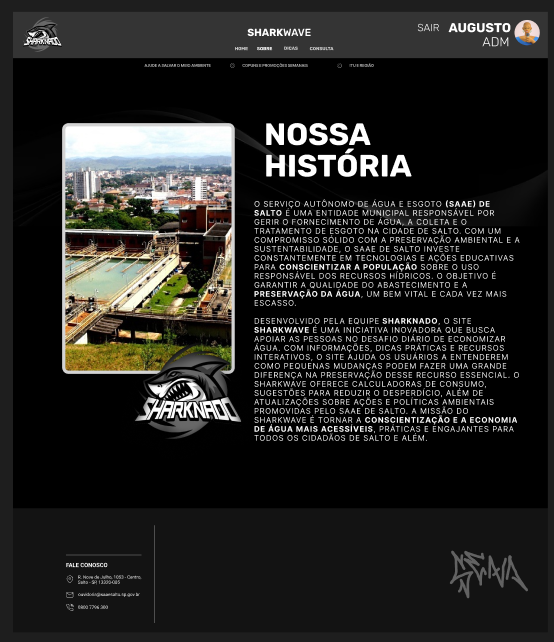 SHARKNADO
SHARKWAVE
HOME SOBRE DICAS CONSULTA
SAIR AUGUSTO
ADM
AJUDE A SALVAR O MEIO AMBIENTE
CUPONS E PROMOÇÕES SEMANAIS
ITU E REGIÃO
NOSSA
HISTÓRIA
O SERVIÇO AUTÔNOMO DE ÁGUA E ESGOTO (SAAE) DE
SALTO É UMA ENTIDADE MUNICIPAL RESPONSÁVEL POR
GERIR O FORNECIMENTO DE ÁGUA, A COLETA E O
TRATAMENTO DE ESGOTO NA CIDADE DE SALTO. COM UM
COMPROMISSO SÓLIDO COM A PRESERVAÇÃO AMBIENTAL E A
SUSTENTABILIDADE, O SAAE DE SALTO INVESTE
CONSTANTEMENTE EM TECNOLOGIAS E AÇÕES EDUCATIVAS
PARA CONSCIENTIZAR A POPULAÇÃO SOBRE O USO
RESPONSÁVEL DOS RECURSOS HÍDRICOS. O OBJETIVO É
GARANTIR A QUALIDADE DO ABASTECIMENTO E A
PRESERVAÇÃO DA ÁGUA, UM BEM VITAL E CADA VEZ MAIS
ESCASSO.
DESENVOLVIDO PELA EQUIPE SHARKNADO, O SITE
SHARKWAVE É UMA INICIATIVA INOVADORA QUE BUSCA
APOIAR AS PESSOAS NO DESAFIO DIÁRIO DE ECONOMIZAR
ÁGUA. COM INFORMAÇÕES, DICAS PRÁTICAS E RECURSOS
INTERATIVOS, O SITE AJUDA OS USUÁRIOS A ENTENDEREM
COMO PEQUENAS MUDANÇAS PODEM FAZER UMA GRANDE
DIFERENÇA NA PRESERVAÇÃO DESSE RECURSO ESSENCIAL. O
SHARKWAVE OFERECE CALCULADORAS DE CONSUMO,
SUGESTÕES PARA REDUZIR O DESPERDÍCIO, ALÉM DE
ATUALIZAÇÕES SOBRE AÇÕES E POLÍTICAS AMBIENTAIS
PROMOVIDAS PELO SAAE DE SALTO. A MISSÃO DO
SHARKWAVE É TORNAR A CONSCIENTIZAÇÃO E A ECONOMIA
DE ÁGUA MAIS ACESSÍVEIS, PRÁTICAS E ENGAJANTES PARA
TODOS OS CIDADÃOS DE SALTO E ALÉM.
SHARKNADO
FALE CONOSCO
R. Nove de Julho, 1053 - Centro,
Salto - SP, 13320-005
ouvidoria@saaesalto.sp.gov.br